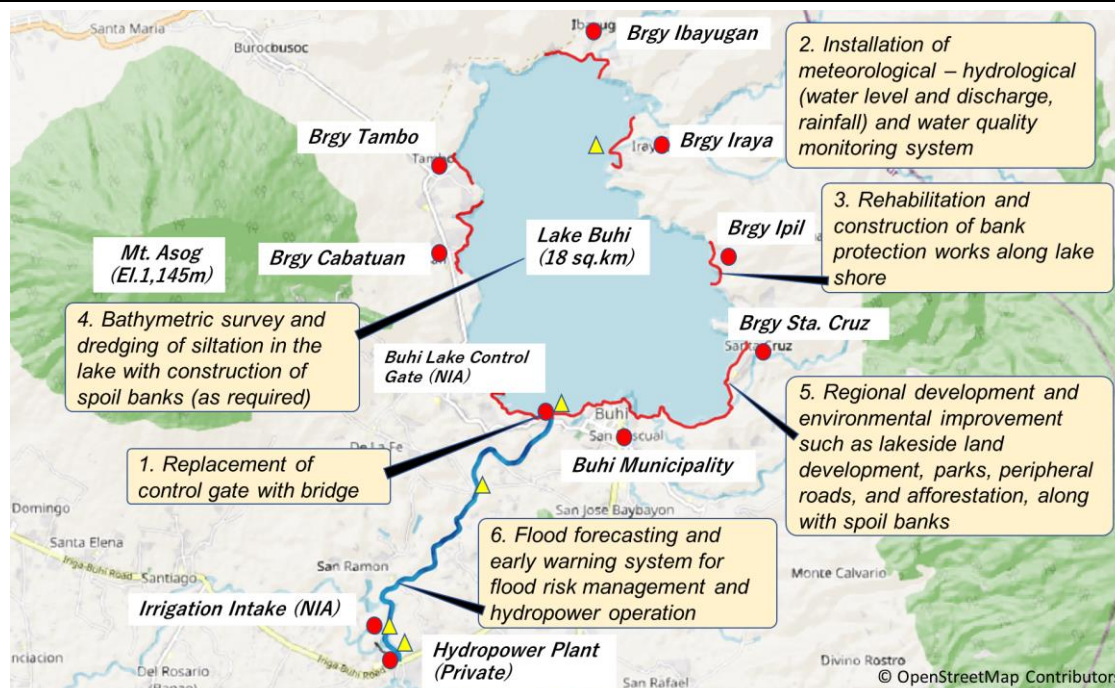 Santa Maria
Burocbusoc
Brgy Ibayugan
2. Installation of
meteorological – hydrological
(water level and discharge,
rainfall) and water quality
monitoring system
Brgy Tambo
Tambo
Brgy Iraya
3. Rehabilitation and
construction of bank
protection works along lake
shore
Mt. Asog
(El.1,145m)
Brgy Cabatuan
Lake Buhi
(18 sq.km)
Brgy Ipil
4. Bathymetric survey and
dredging of siltation in the
lake with construction of
spoil banks (as required)
Buhi Lake Control
Gate (NIA)
Brgy Sta. Cruz
5. Regional development and
environmental improvement
such as lakeside land
development, parks, peripheral
roads, and afforestation, along
with spoil banks
Buhi
De La Fe
1. Replacement of
control gate with bridge
Buhi Municipality
Domingo
San Jose Baybayon
Santa Elena
Iriga-Buhi Road
Santiago
San Ramon
6. Flood forecasting and
early warning system for
flood risk management and
hydropower operation
Monte Calvario
Irrigation Intake (NIA)
Hydropower Plant
(Private)
Iriga-Buhi Road
Del Rosario
San Rafael
Divino Rostro
© OpenStreetMap Contributor